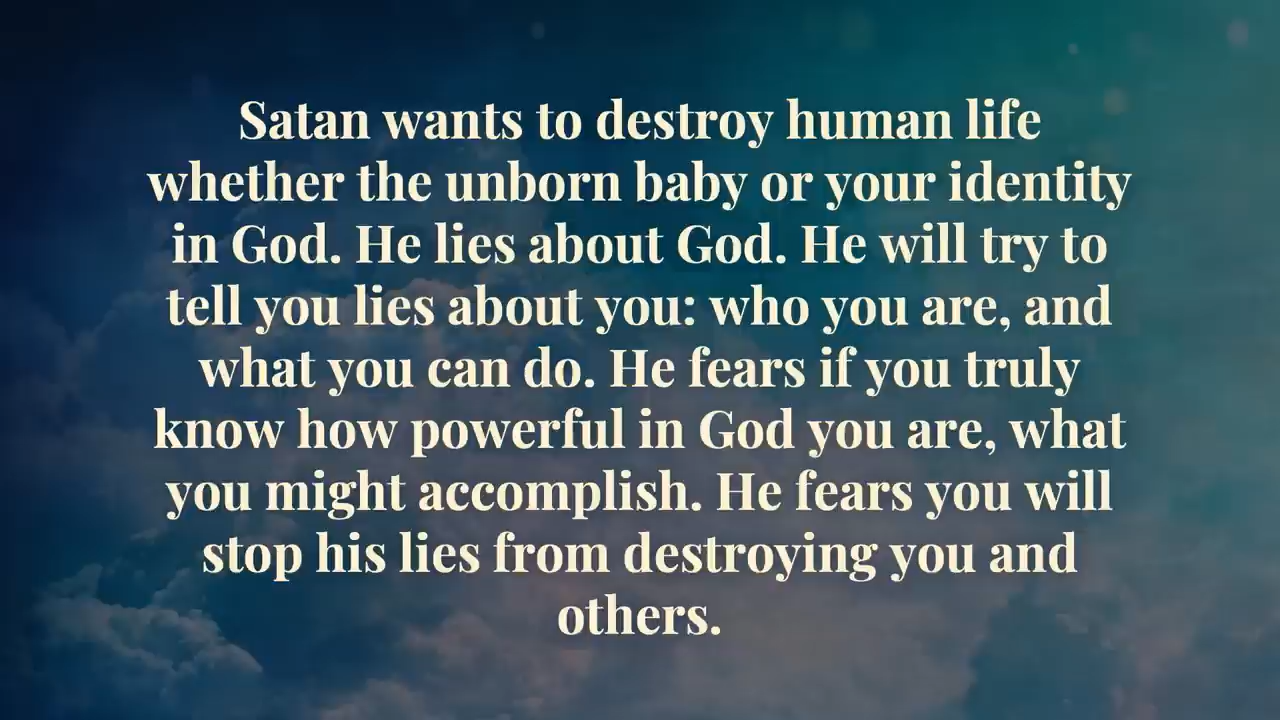 Satan wants to destroy human life
whether the unborn baby or your identity
in God. He lies about God. He will try to
tell you lies about you: who you are, and
what you can do. He fears if you truly
know how powerful in God you are, what
you might accomplish. He fears you will
stop his lies from destroying you and
others.